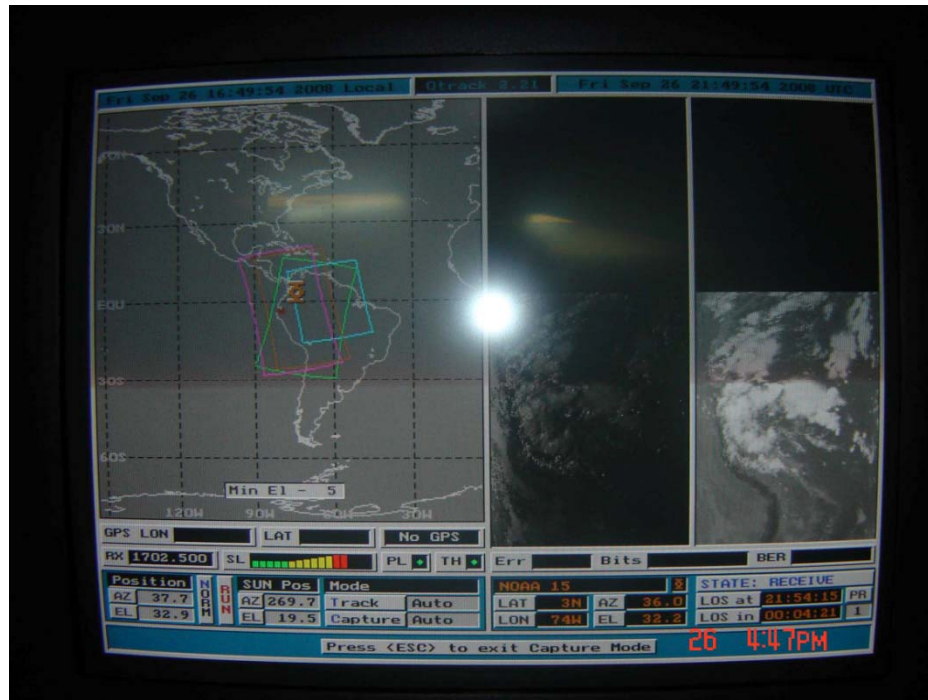 Fri Sep 26 16:49:54 2008 Local Qtrack 2.21 Fri Sep 26 21:49:54 2008 UTC
30N
EQU
30S
60S
Min El - 5
120W 90W 60W 30W
GPS LON LAT No GPS
RX 1702.500 SL PL TH Err Bits BER
Position NORM RUN SUN Pos Mode NOAA 15 STATE: RECEIVE
AZ 37.7 AZ 269.7 Track Auto LAT 3N AZ 36.0 LOS at 21:54:15 PR
EL 32.9 EL 19.5 Capture Auto LON 74W EL 32.2 LOS in 00:04:21 1
Press <ESC> to exit Capture Mode
26 4:47PM